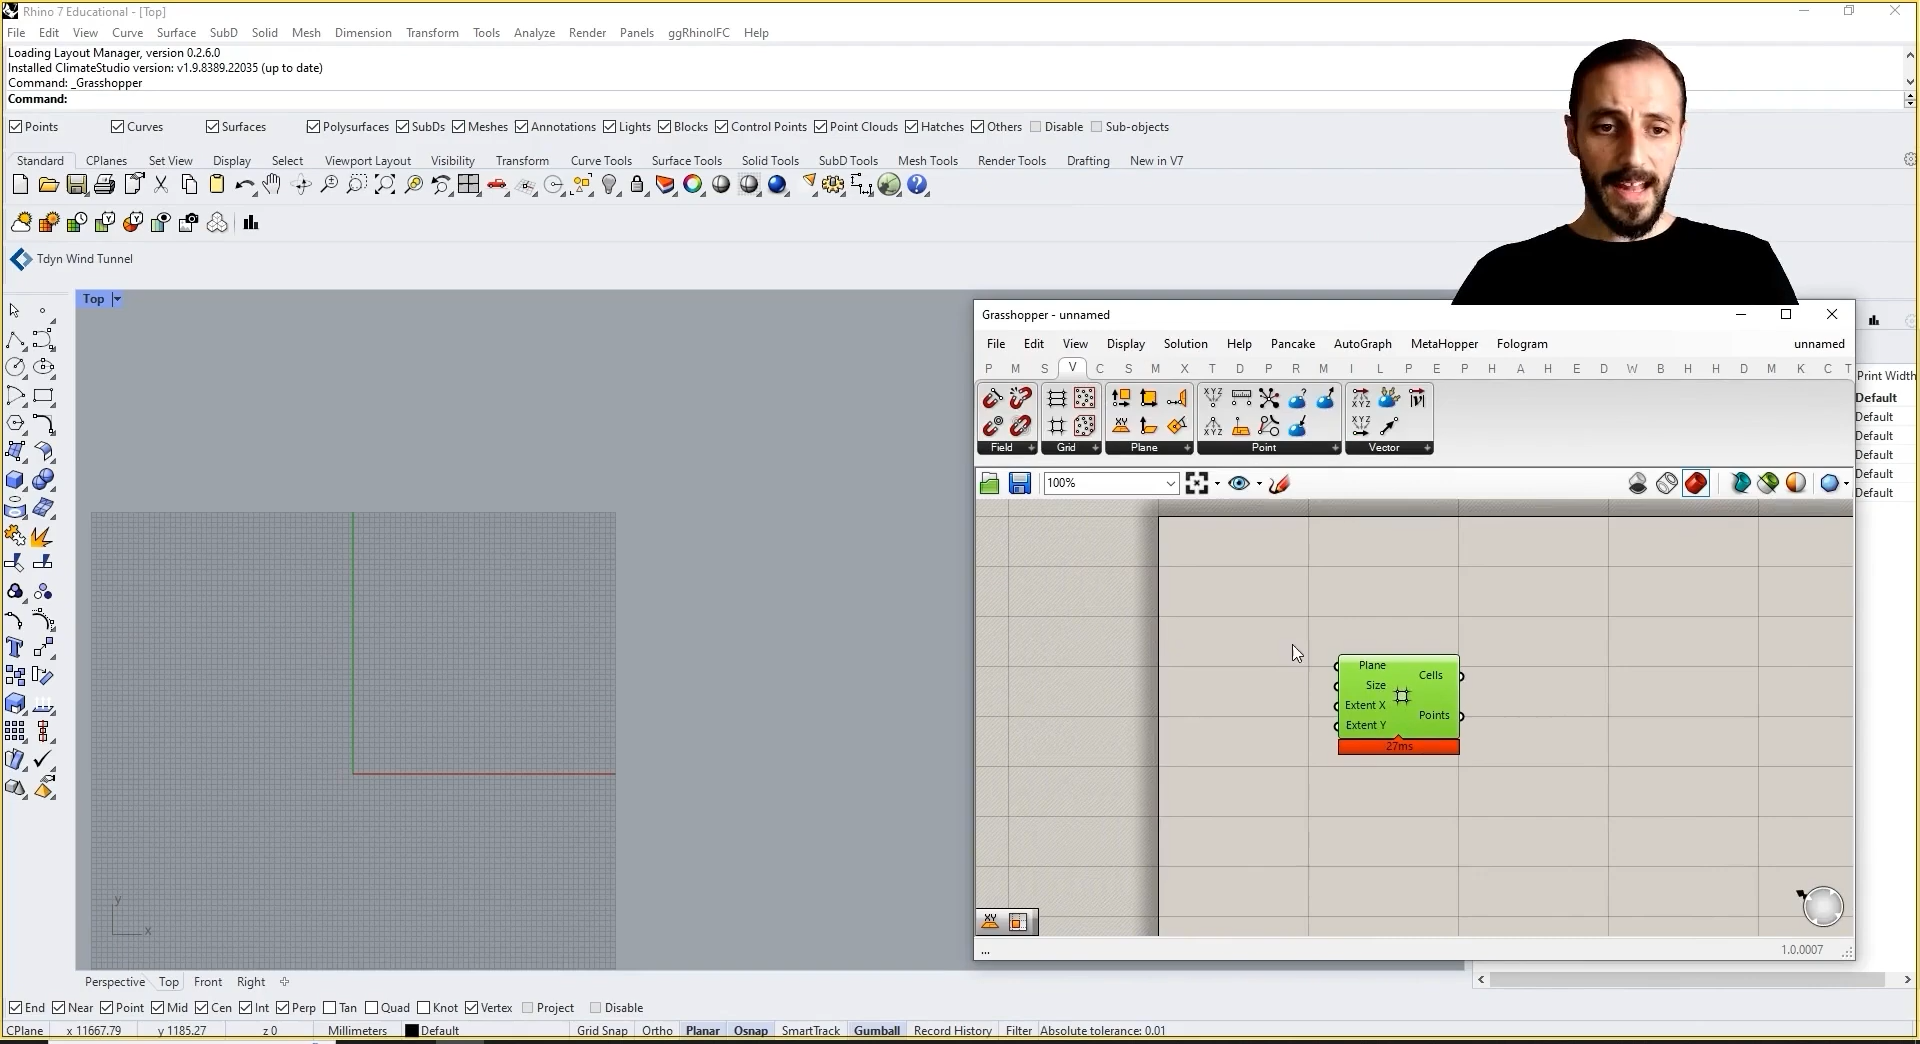 Rhino 7 Educational - [Top]
File Edit View Curve Surface SubD Solid Mesh Dimension Transform Tools Analyze Render Panels ggRhinoIFC Help
Loading Layout Manager, version 0.2.6.0
Installed ClimateStudio version: v1.9.8389.22035 (up to date)
Command: _Grasshopper
Command:
Points Curves Surfaces Polysurfaces SubDs Meshes Annotations Lights Blocks Control Points Point Clouds Hatches Others Disable Sub-objects
Standard CPlanes Set View Display Select Viewport Layout Visibility Transform Curve Tools Surface Tools Solid Tools SubD Tools Mesh Tools Render Tools Drafting New in V7
Tdyn Wind Tunnel
Top
Grasshopper - unnamed
File Edit View Display Solution Help Pancake AutoGraph MetaHopper Fologram unnamed
P M S V C S M X T D P R M I L P E P H A H E D W B H H D M K C T
Print Width
Default
Default
Default
Default
Default
Default
Field Grid Plane Point Vector
100%
Plane
Size
Extent X
Extent Y
Cells
Points
27ms
XY
... 1.0.0007
y
x
Perspective Top Front Right
End Near Point Mid Cen Int Perp Tan Quad Knot Vertex Project Disable
CPlane x 11667.79 y 1185.27 z 0 Millimeters Default Grid Snap Ortho Planar Osnap SmartTrack Gumball Record History Filter Absolute tolerance: 0.01